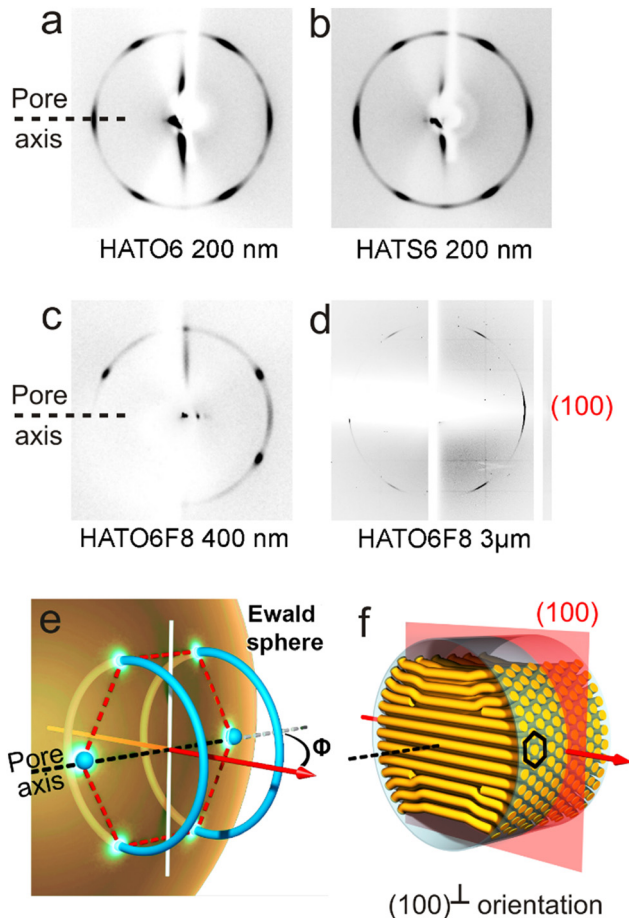 a
b
Pore
axis
HATO6 200 nm
HATS6 200 nm
c
d
Pore
axis
(100)
HATO6F8 400 nm
HATO6F8 3µm
e
Ewald
sphere
Φ
Pore
axis
f
(100)
(100)⊥ orientation